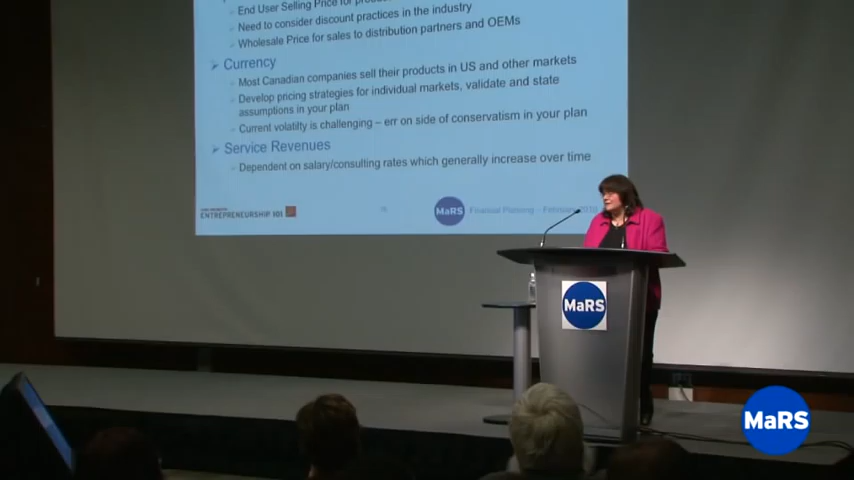 End User Selling Price for
Need to consider discount practices in the industry
Wholesale Price for sales to distribution partners and OEMs
Currency
Most Canadian companies sell their products in US and other markets
Develop pricing strategies for individual markets, validate and state
assumptions in your plan
Current volatilty is challenging – err on side of conservatism in your plan
Service Revenues
Dependent on salary/consulting rates which generally increase over time
ENTREPRENEURSHIP 101
MaRS
Financial Planning – February 2010
MaRS
MaRS